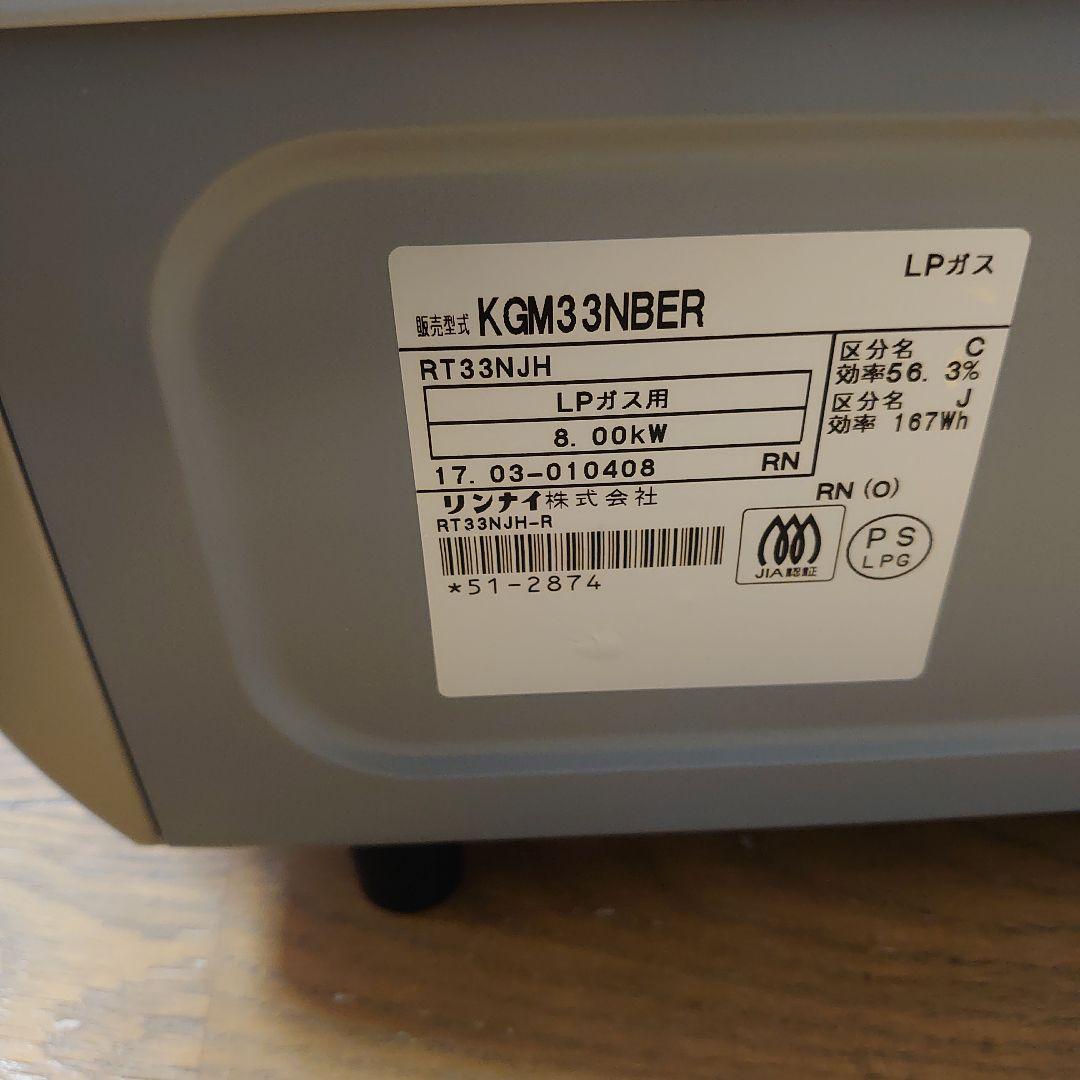 LPガス
販売型式 KGM33NBER
RT33NJH
LPガス用
8.00kW
17.03-010408 RN
区分名 C
効率56.3%
区分名 J
効率 167Wh
リンナイ株式会社
RN(O)
RT33NJH-R
*51-2874
JIA認証
PS
LPG